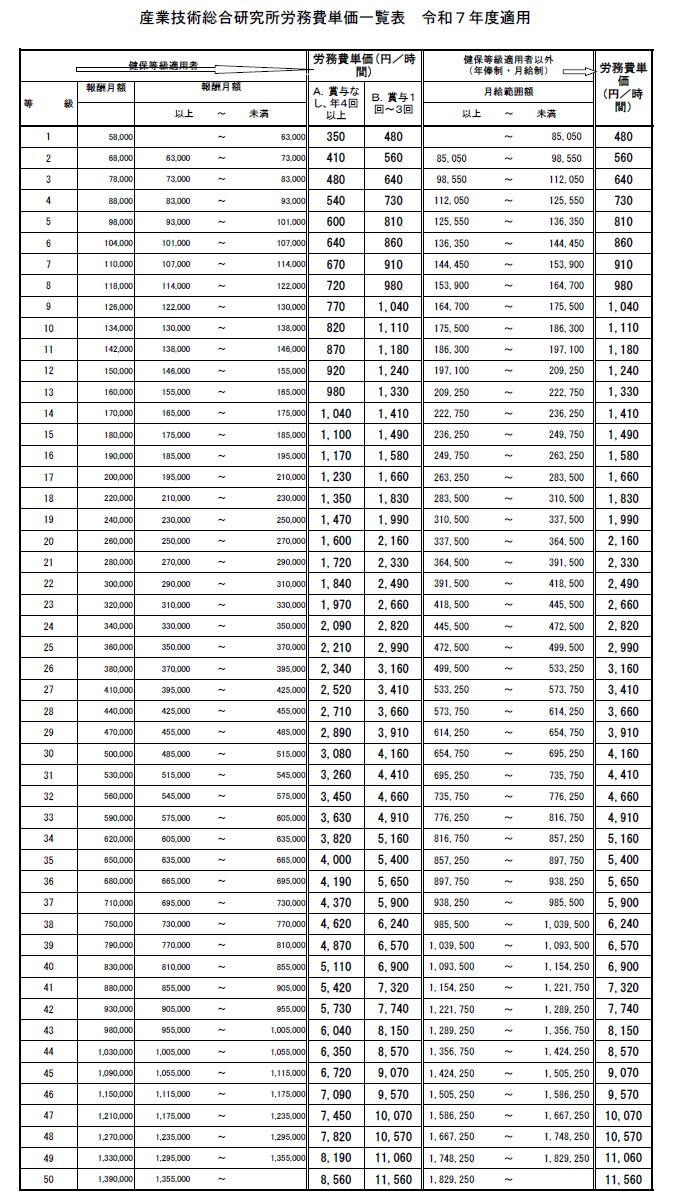 産業技術総合研究所労務費単価一覧表　令和７年度適用
健保等級適用者
労務費単価（円／時間）
健保等級適用者以外
（年俸制・月給制）
労務費単価
（円／時間）
等　級
報酬月額
報酬月額
以上　～　未満
A. 賞与なし、年4回以上
B. 賞与1回～3回
月給範囲額
以上　～　未満
1 58,000 ～ 63,000 350 480 ～ 85,050 480
2 68,000 63,000 ～ 73,000 410 560 85,050 ～ 98,550 560
3 78,000 73,000 ～ 83,000 480 640 98,550 ～ 112,050 640
4 88,000 83,000 ～ 93,000 540 730 112,050 ～ 125,550 730
5 98,000 93,000 ～ 101,000 600 810 125,550 ～ 136,350 810
6 104,000 101,000 ～ 107,000 640 860 136,350 ～ 144,450 860
7 110,000 107,000 ～ 114,000 670 910 144,450 ～ 153,900 910
8 118,000 114,000 ～ 122,000 720 980 153,900 ～ 164,700 980
9 126,000 122,000 ～ 130,000 770 1,040 164,700 ～ 175,500 1,040
10 134,000 130,000 ～ 138,000 820 1,110 175,500 ～ 186,300 1,110
11 142,000 138,000 ～ 146,000 870 1,180 186,300 ～ 197,100 1,180
12 150,000 146,000 ～ 155,000 920 1,240 197,100 ～ 209,250 1,240
13 160,000 155,000 ～ 165,000 980 1,330 209,250 ～ 222,750 1,330
14 170,000 165,000 ～ 175,000 1,040 1,410 222,750 ～ 236,250 1,410
15 180,000 175,000 ～ 185,000 1,100 1,490 236,250 ～ 249,750 1,490
16 190,000 185,000 ～ 195,000 1,170 1,580 249,750 ～ 263,250 1,580
17 200,000 195,000 ～ 210,000 1,230 1,660 263,250 ～ 283,500 1,660
18 220,000 210,000 ～ 230,000 1,350 1,830 283,500 ～ 310,500 1,830
19 240,000 230,000 ～ 250,000 1,470 1,990 310,500 ～ 337,500 1,990
20 260,000 250,000 ～ 270,000 1,600 2,160 337,500 ～ 364,500 2,160
21 280,000 270,000 ～ 290,000 1,720 2,330 364,500 ～ 391,500 2,330
22 300,000 290,000 ～ 310,000 1,840 2,490 391,500 ～ 418,500 2,490
23 320,000 310,000 ～ 330,000 1,970 2,660 418,500 ～ 445,500 2,660
24 340,000 330,000 ～ 350,000 2,090 2,820 445,500 ～ 472,500 2,820
25 360,000 350,000 ～ 370,000 2,210 2,990 472,500 ～ 499,500 2,990
26 380,000 370,000 ～ 395,000 2,340 3,160 499,500 ～ 533,250 3,160
27 410,000 395,000 ～ 425,000 2,520 3,410 533,250 ～ 573,750 3,410
28 440,000 425,000 ～ 455,000 2,710 3,660 573,750 ～ 614,250 3,660
29 470,000 455,000 ～ 485,000 2,890 3,910 614,250 ～ 654,750 3,910
30 500,000 485,000 ～ 515,000 3,080 4,160 654,750 ～ 695,250 4,160
31 530,000 515,000 ～ 545,000 3,260 4,410 695,250 ～ 735,750 4,410
32 560,000 545,000 ～ 575,000 3,450 4,660 735,750 ～ 776,250 4,660
33 590,000 575,000 ～ 605,000 3,630 4,910 776,250 ～ 816,750 4,910
34 620,000 605,000 ～ 635,000 3,820 5,160 816,750 ～ 857,250 5,160
35 650,000 635,000 ～ 665,000 4,000 5,400 857,250 ～ 897,750 5,400
36 680,000 665,000 ～ 695,000 4,190 5,650 897,750 ～ 938,250 5,650
37 710,000 695,000 ～ 730,000 4,370 5,900 938,250 ～ 985,500 5,900
38 750,000 730,000 ～ 770,000 4,620 6,240 985,500 ～ 1,039,500 6,240
39 790,000 770,000 ～ 810,000 4,870 6,570 1,039,500 ～ 1,093,500 6,570
40 830,000 810,000 ～ 855,000 5,110 6,900 1,093,500 ～ 1,154,250 6,900
41 880,000 855,000 ～ 905,000 5,420 7,320 1,154,250 ～ 1,221,750 7,320
42 930,000 905,000 ～ 955,000 5,730 7,740 1,221,750 ～ 1,289,250 7,740
43 980,000 955,000 ～ 1,005,000 6,040 8,150 1,289,250 ～ 1,356,750 8,150
44 1,030,000 1,005,000 ～ 1,055,000 6,350 8,570 1,356,750 ～ 1,424,250 8,570
45 1,090,000 1,055,000 ～ 1,115,000 6,720 9,070 1,424,250 ～ 1,505,250 9,070
46 1,150,000 1,115,000 ～ 1,175,000 7,090 9,570 1,505,250 ～ 1,586,250 9,570
47 1,210,000 1,175,000 ～ 1,235,000 7,450 10,070 1,586,250 ～ 1,667,250 10,070
48 1,270,000 1,235,000 ～ 1,295,000 7,820 10,570 1,667,250 ～ 1,748,250 10,570
49 1,330,000 1,295,000 ～ 1,355,000 8,190 11,060 1,748,250 ～ 1,829,250 11,060
50 1,390,000 1,355,000 ～ 8,560 11,560 1,829,250 ～ 11,560